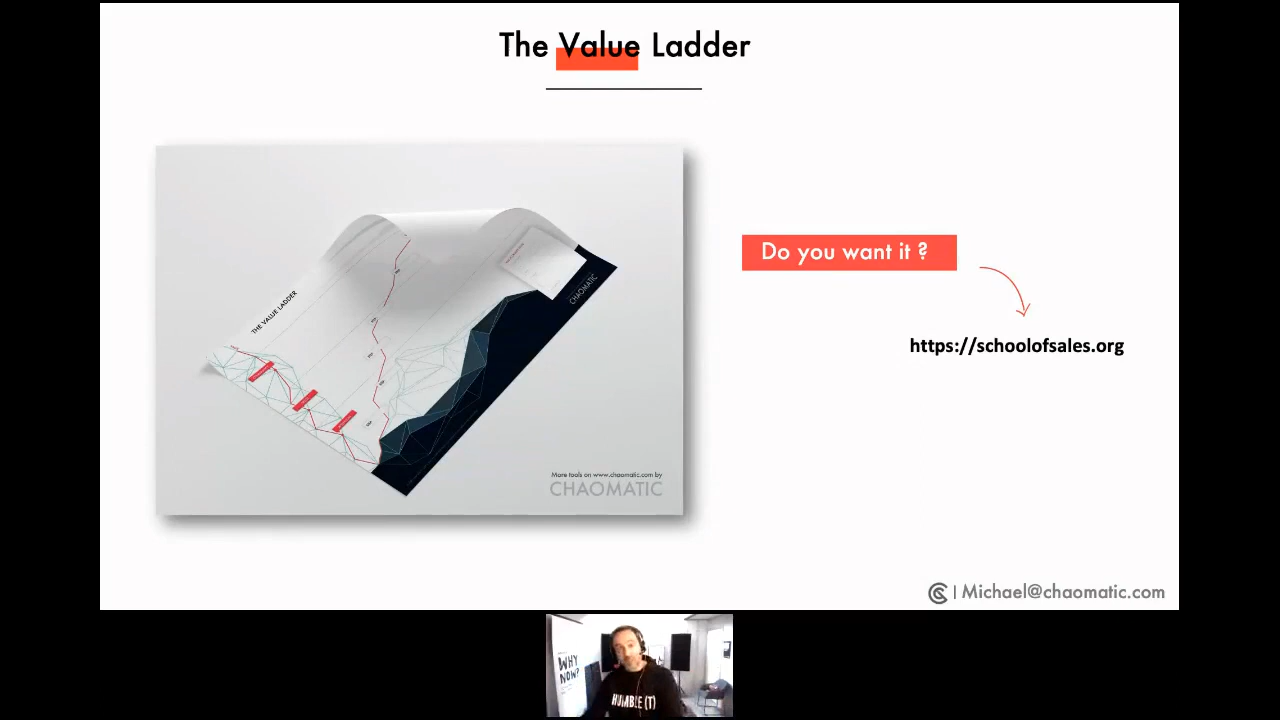 The Value Ladder
THE VALUE LADDER
CHAOMATIC
More tools on www.chaomatic.com by
CHAOMATIC
Do you want it ?
https://schoolofsales.org
| Michael@chaomatic.com
WHY
NOW?
HUMBLE (T)